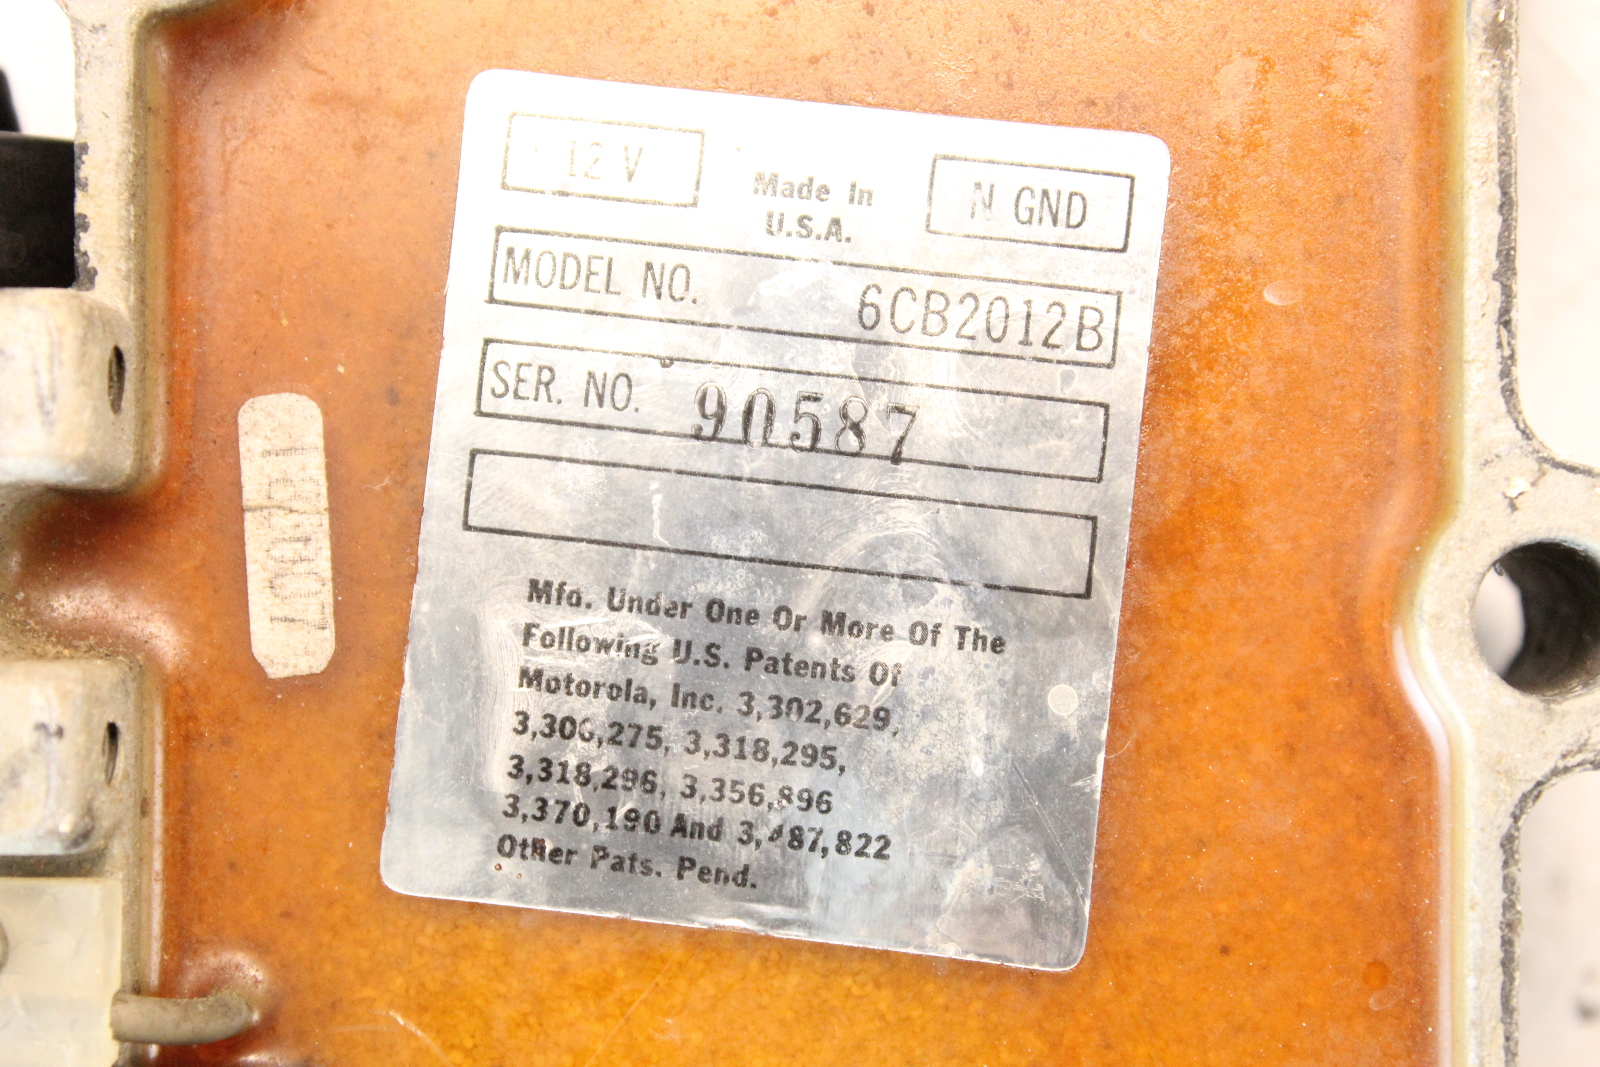 12 V
Made In
U.S.A.
N GND
MODEL NO. 6CB2012B
SER. NO. 90587
Mfd. Under One Or More Of The
Following U.S. Patents Of
Motorola, Inc. 3,302,629,
3,306,275, 3,318,295,
3,318,296, 3,356,896
3,370,190 And 3,487,822
Other Pats. Pend.